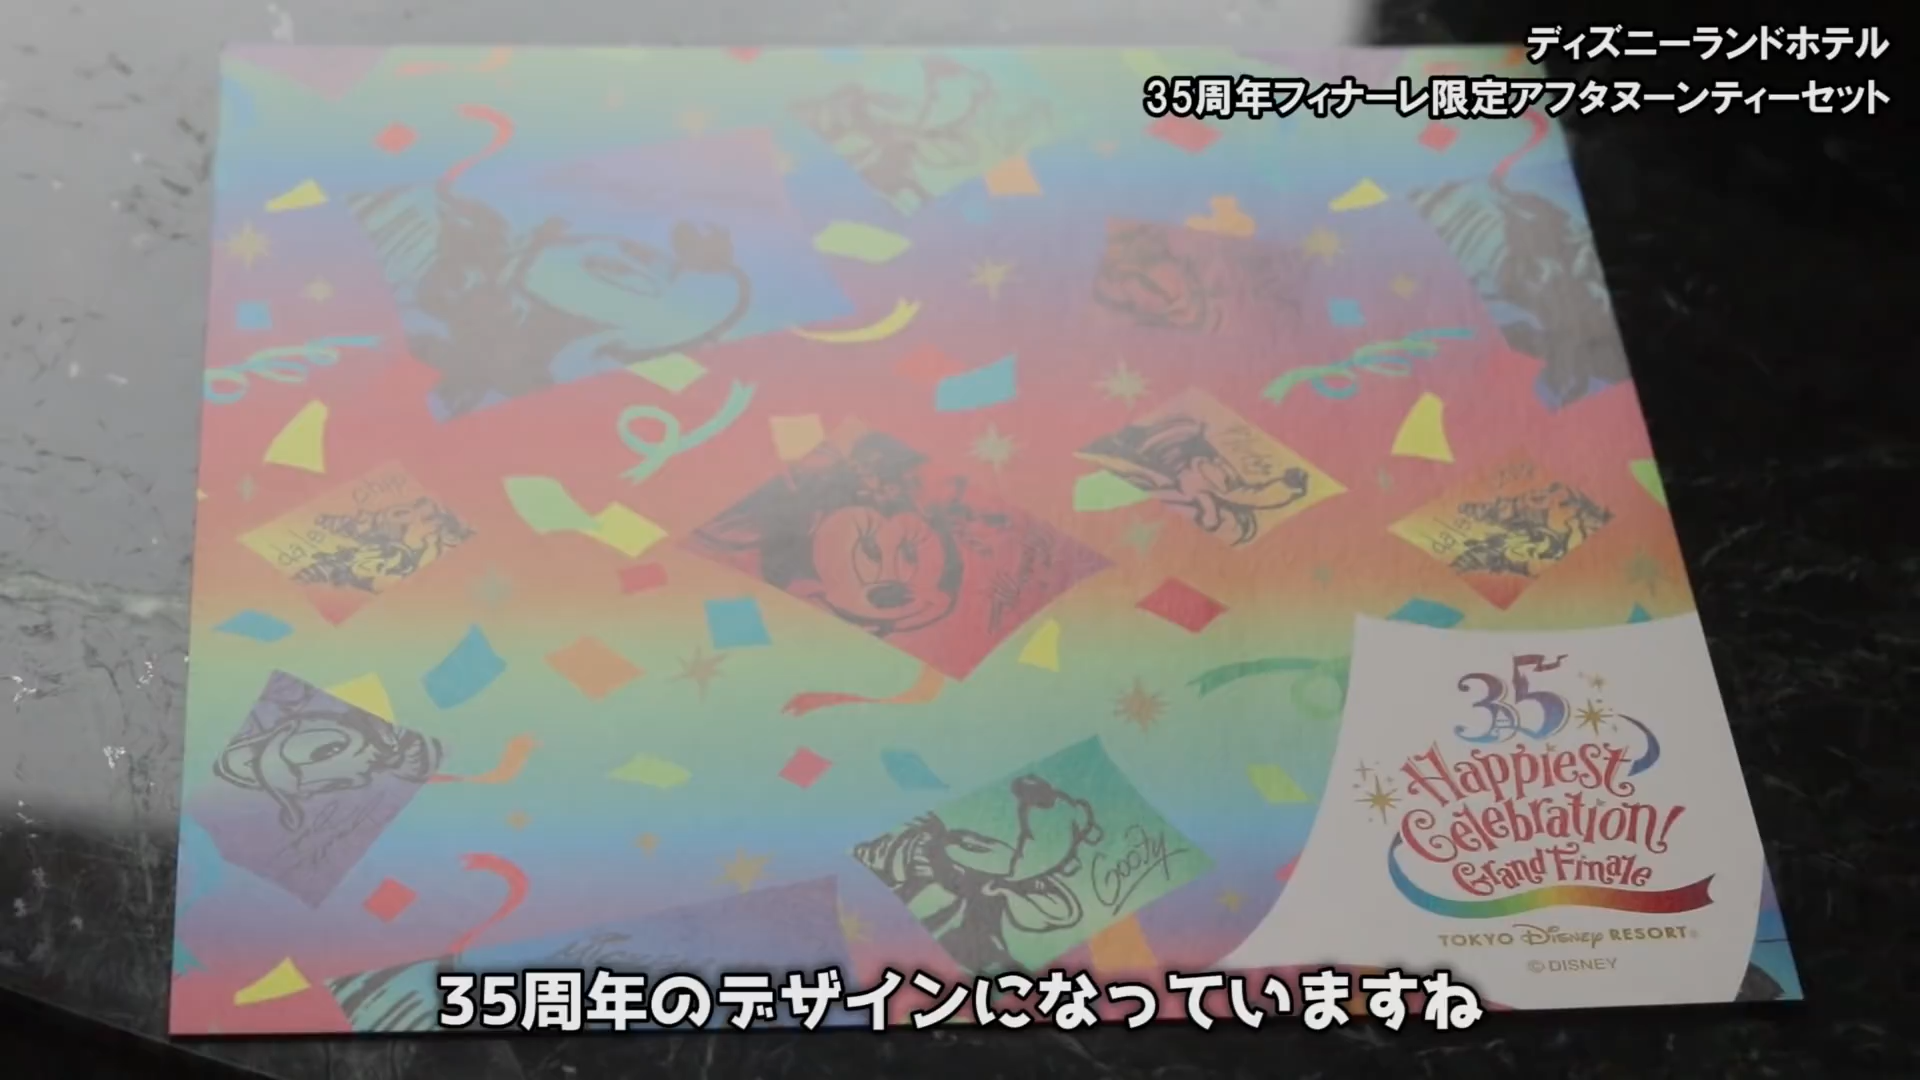 ディズニーランドホテル
35周年フィナーレ限定アフタヌーンティーセット
chip
dale
dale
Goofy
35
Happiest
Celebration!
Grand Finale
TOKYO Disney RESORT®
©DISNEY
35周年のデザインになっていますね